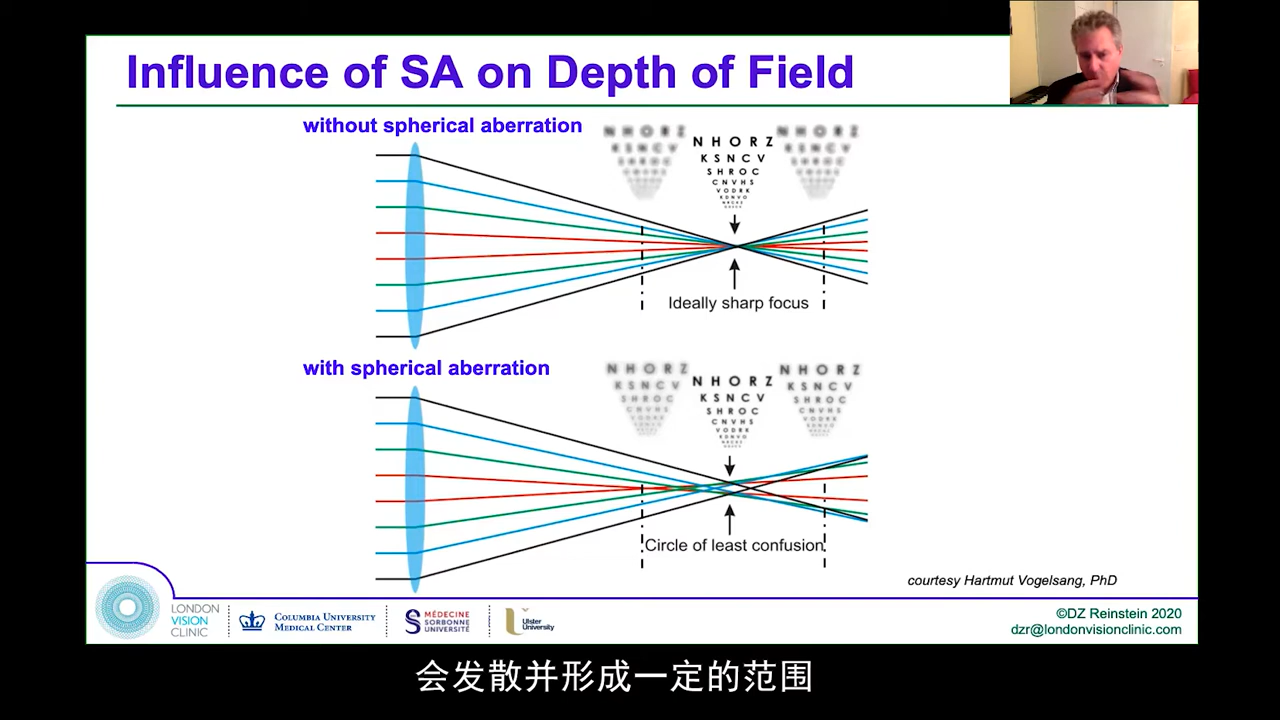 Influence of SA on Depth of Field
without spherical aberration
N H O R Z
K S N C V
S H R O C
N H O R Z
K S N C V
S H R O C
C N V H S
V O D R K
K D N V O
N H O R Z
K S N C V
S H R O C
Ideally sharp focus
with spherical aberration
N H O R Z
K S N C V
S H R O C
C N V H S
N H O R Z
K S N C V
S H R O C
C N V H S
V O D R K
K D N V O
N H O R Z
K S N C V
S H R O C
C N V H S
V O D R K
Circle of least confusion
courtesy Hartmut Vogelsang, PhD
LONDON
VISION
CLINIC
COLUMBIA UNIVERSITY
MEDICAL CENTER
MÉDECINE
SORBONNE
UNIVERSITÉ
Ulster
University
©DZ Reinstein 2020
dzr@londonvisionclinic.com
会发散并形成一定的范围